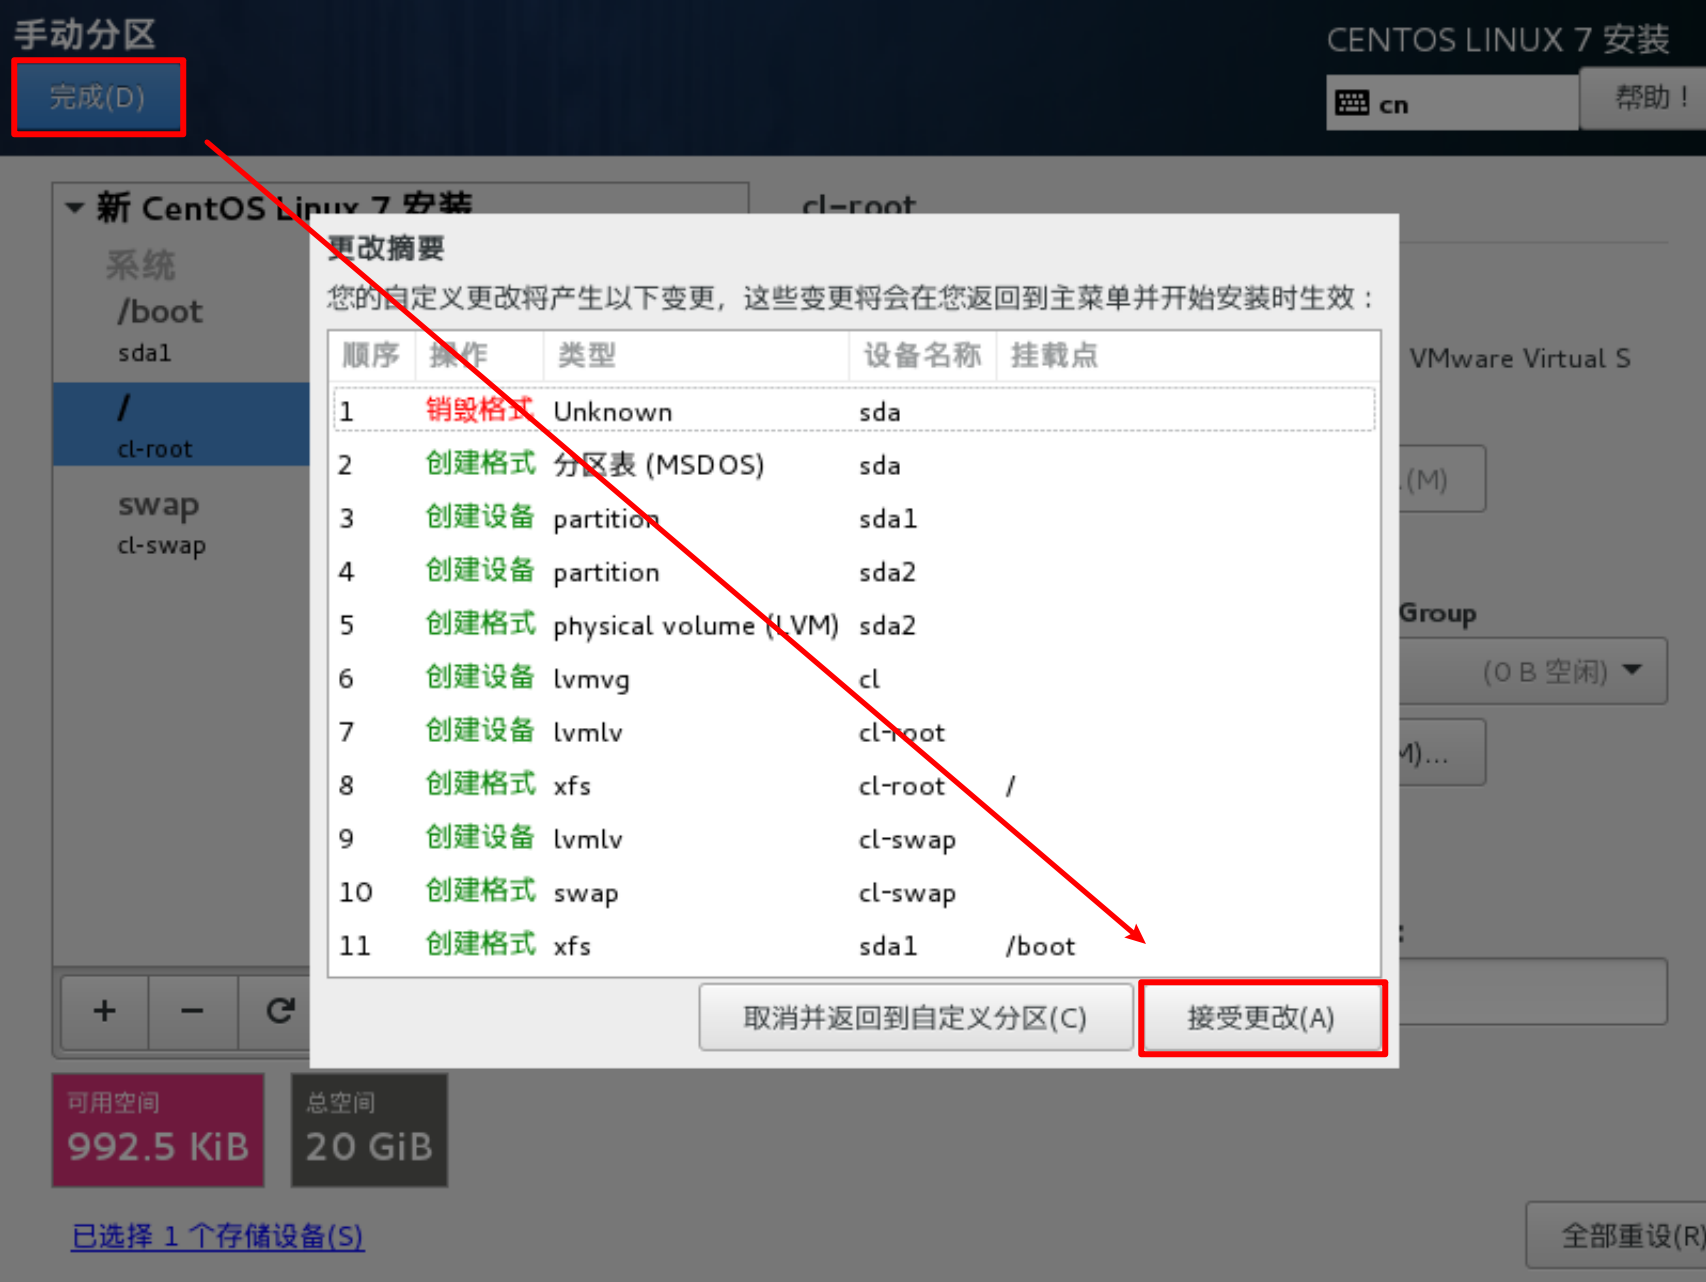 手动分区
CENTOS LINUX 7 安装
完成(D)
cn
帮助！
新 CentOS Linux 7 安装
cl-root
系统
/boot
sda1
/
cl-root
swap
cl-swap
更改摘要
您的自定义更改将产生以下变更，这些变更将会在您返回到主菜单并开始安装时生效：
顺序 操作 类型 设备名称 挂载点
1 销毁格式 Unknown sda
2 创建格式 分区表 (MSDOS) sda
3 创建设备 partition sda1
4 创建设备 partition sda2
5 创建格式 physical volume (LVM) sda2
6 创建设备 lvmvg cl
7 创建设备 lvmlv cl-root
8 创建格式 xfs cl-root /
9 创建设备 lvmlv cl-swap
10 创建格式 swap cl-swap
11 创建格式 xfs sda1 /boot
取消并返回到自定义分区(C)
接受更改(A)
VMware Virtual S
(M)
Group
(0 B 空闲)
M)...
:
+ −
可用空间
992.5 KiB
总空间
20 GiB
已选择 1 个存储设备(S)
全部重设(R)